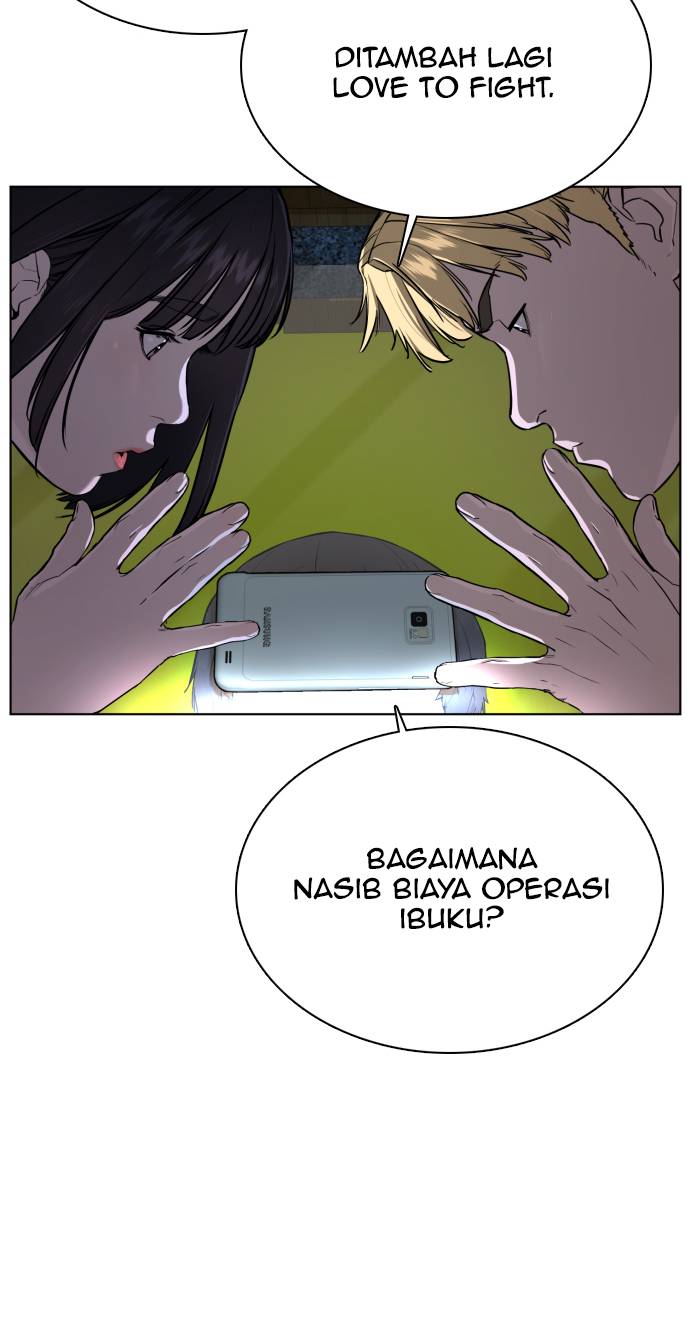 DITAMBAH LAGI
LOVE TO FIGHT.
SAMSUNG
BAGAIMANA
NASIB BIAYA OPERASI
IBUKU?